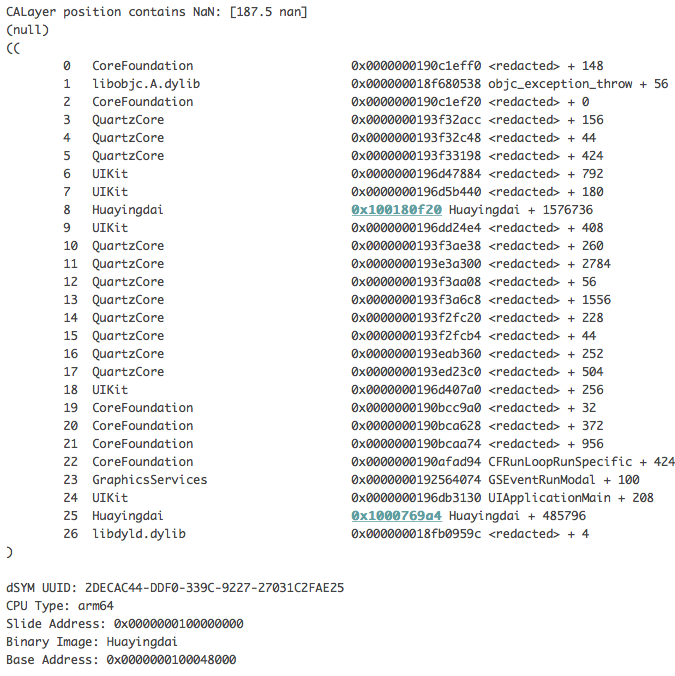 CALayer position contains NaN: [187.5 nan]
(null)
((
0 CoreFoundation 0x0000000190c1eff0 <redacted> + 148
1 libobjc.A.dylib 0x000000018f680538 objc_exception_throw + 56
2 CoreFoundation 0x0000000190c1ef20 <redacted> + 0
3 QuartzCore 0x0000000193f32acc <redacted> + 156
4 QuartzCore 0x0000000193f32c48 <redacted> + 44
5 QuartzCore 0x0000000193f33198 <redacted> + 424
6 UIKit 0x0000000196d47884 <redacted> + 792
7 UIKit 0x0000000196d5b440 <redacted> + 180
8 Huayingdai 0x100180f20 Huayingdai + 1576736
9 UIKit 0x0000000196dd24e4 <redacted> + 408
10 QuartzCore 0x0000000193f3ae38 <redacted> + 260
11 QuartzCore 0x0000000193e3a300 <redacted> + 2784
12 QuartzCore 0x0000000193f3aa08 <redacted> + 56
13 QuartzCore 0x0000000193f3a6c8 <redacted> + 1556
14 QuartzCore 0x0000000193f2fc20 <redacted> + 228
15 QuartzCore 0x0000000193f2fcb4 <redacted> + 44
16 QuartzCore 0x0000000193eab360 <redacted> + 252
17 QuartzCore 0x0000000193ed23c0 <redacted> + 504
18 UIKit 0x0000000196d407a0 <redacted> + 256
19 CoreFoundation 0x0000000190bcc9a0 <redacted> + 32
20 CoreFoundation 0x0000000190bca628 <redacted> + 372
21 CoreFoundation 0x0000000190bcaa74 <redacted> + 956
22 CoreFoundation 0x0000000190afad94 CFRunLoopRunSpecific + 424
23 GraphicsServices 0x0000000192564074 GSEventRunModal + 100
24 UIKit 0x0000000196db3130 UIApplicationMain + 208
25 Huayingdai 0x1000769a4 Huayingdai + 485796
26 libdyld.dylib 0x000000018fb0959c <redacted> + 4
)
dSYM UUID: 2DECAC44-DDF0-339C-9227-27031C2FAE25
CPU Type: arm64
Slide Address: 0x0000000100000000
Binary Image: Huayingdai
Base Address: 0x0000000100048000